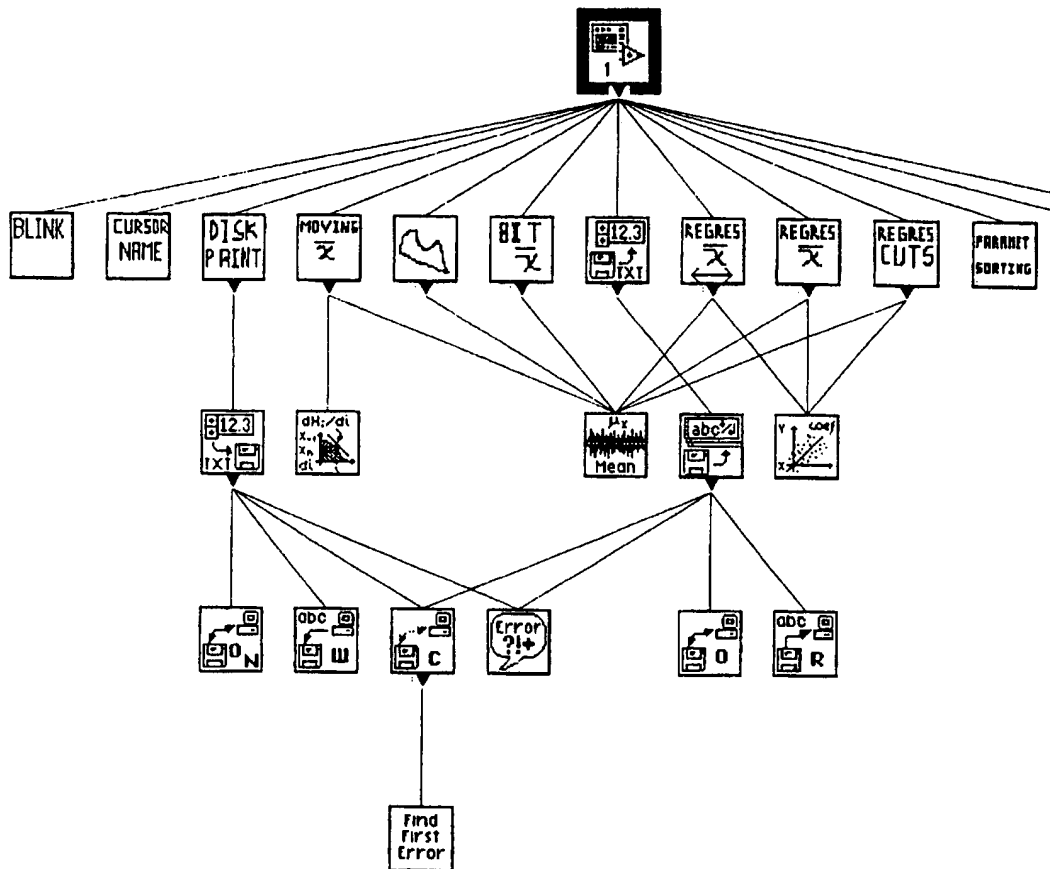 1
BLINK
CURSOR
NAME
DISK
PRINT
MOVING
x
BIT
x
12.3
TXT
REGRES
x
REGRES
x
REGRES
CUTS
PARAMET
SORTING
12.3
TXT
di
μx
Mean
abc
Y
coef
X
O N
abc
W
C
Error
?!+
O
abc
R
Find
First
Error